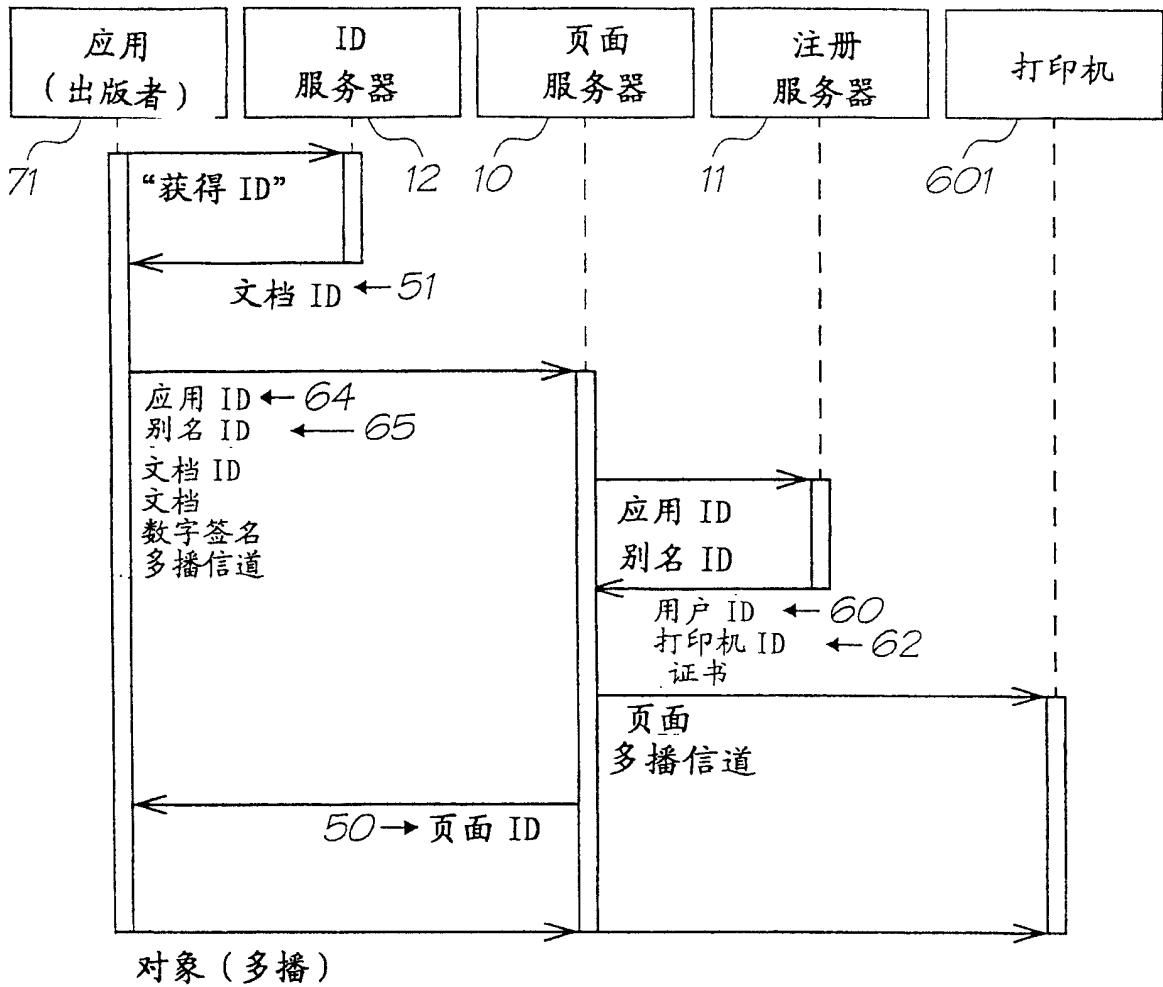 应用
(出版者)
ID
服务器
页面
服务器
注册
服务器
打印机
71
12
10
11
601
“获得 ID”
文档 ID
51
应用 ID
64
别名 ID
65
文档 ID
文档
数字签名
多播信道
应用 ID
别名 ID
用户 ID
60
打印机 ID
62
证书
页面
多播信道
50
页面 ID
对象(多播)